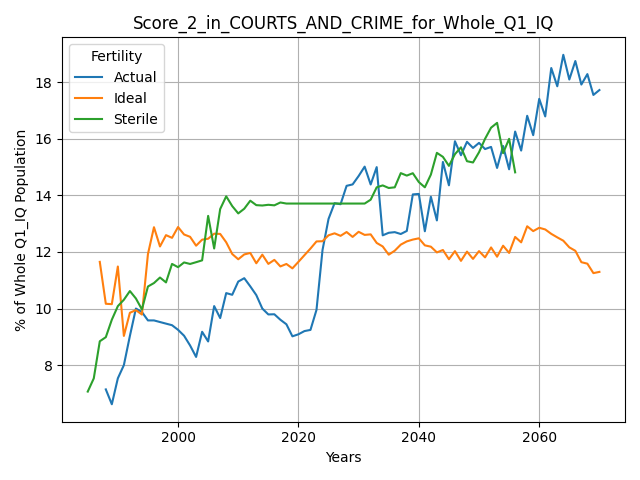 Score_2_in_COURTS_AND_CRIME_for_Whole_Q1_IQ
Fertility
Actual
Ideal
Sterile
% of Whole Q1_IQ Population
18
16
14
12
10
8
2000 2020 2040 2060
Years